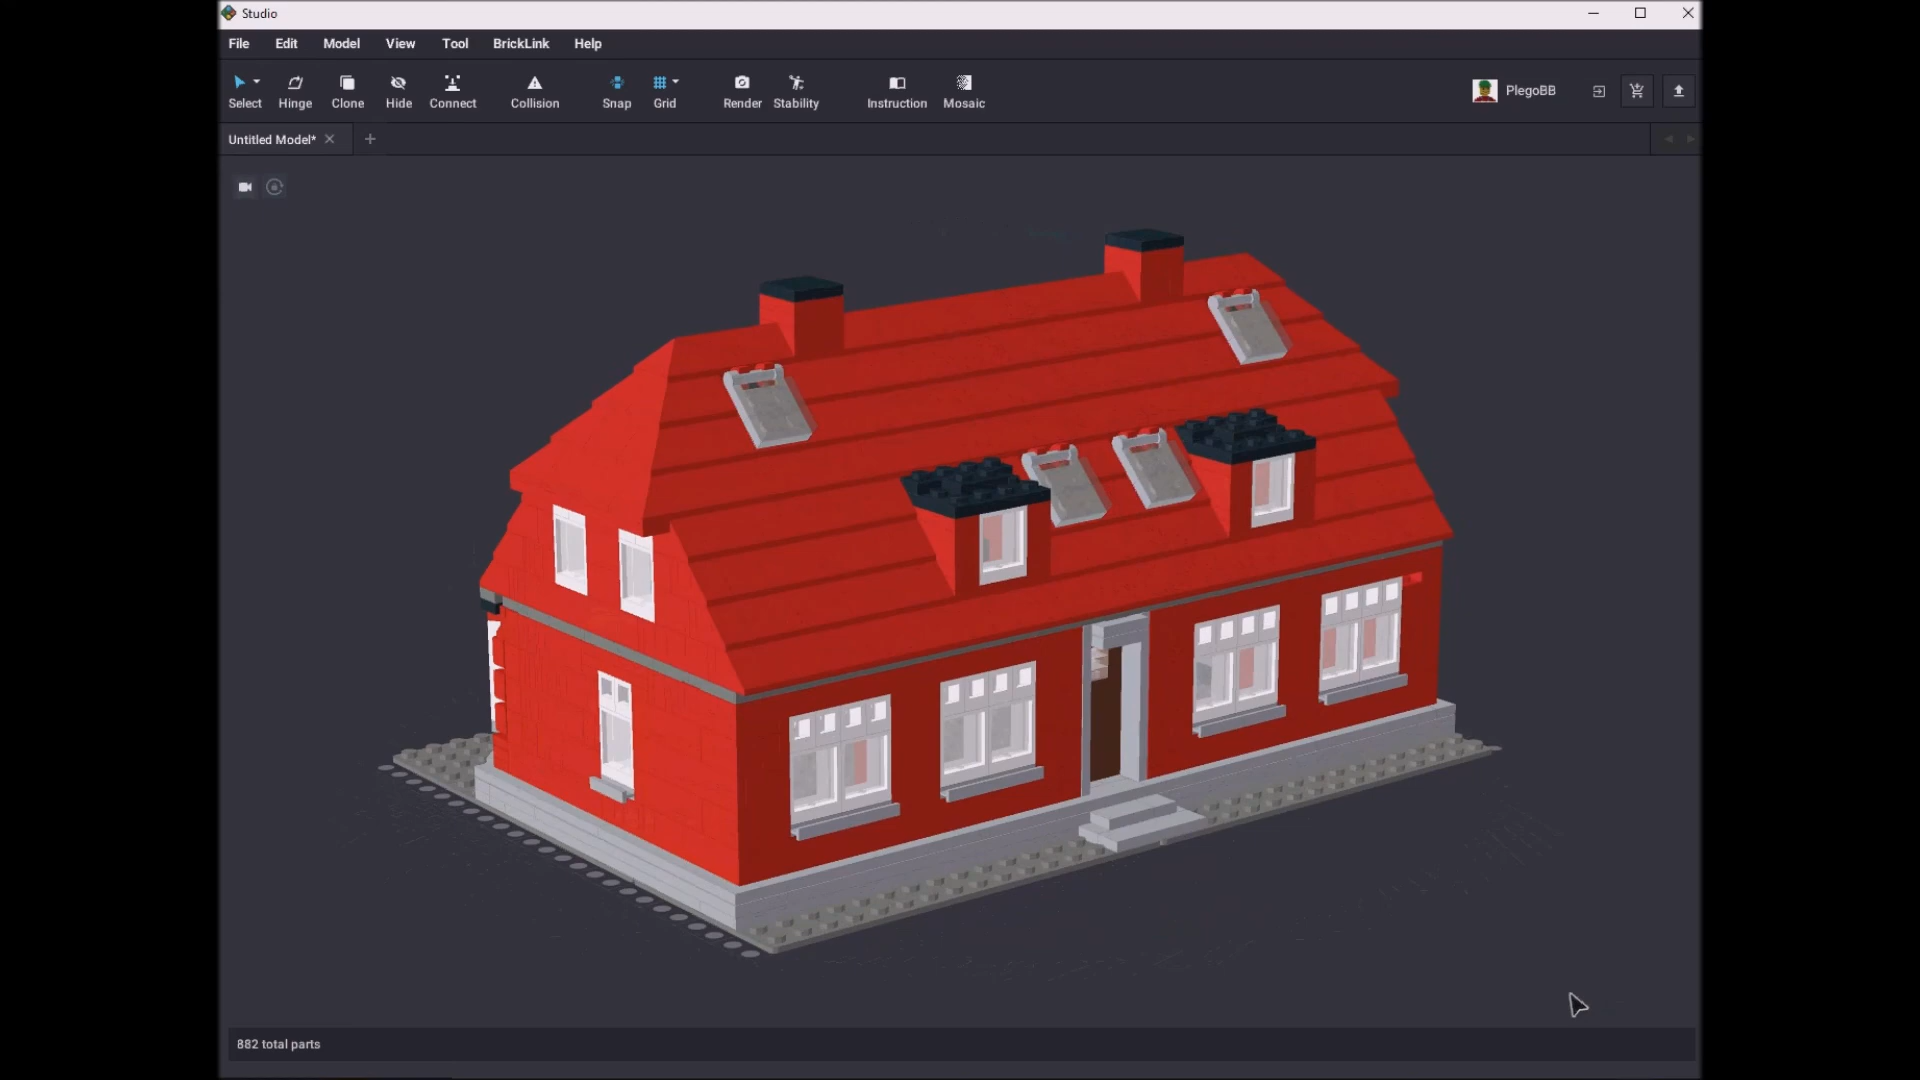 Studio
File Edit Model View Tool BrickLink Help
Select Hinge Clone Hide Connect Collision Snap Grid Render Stability Instruction Mosaic PlegoBB
Untitled Model*
882 total parts